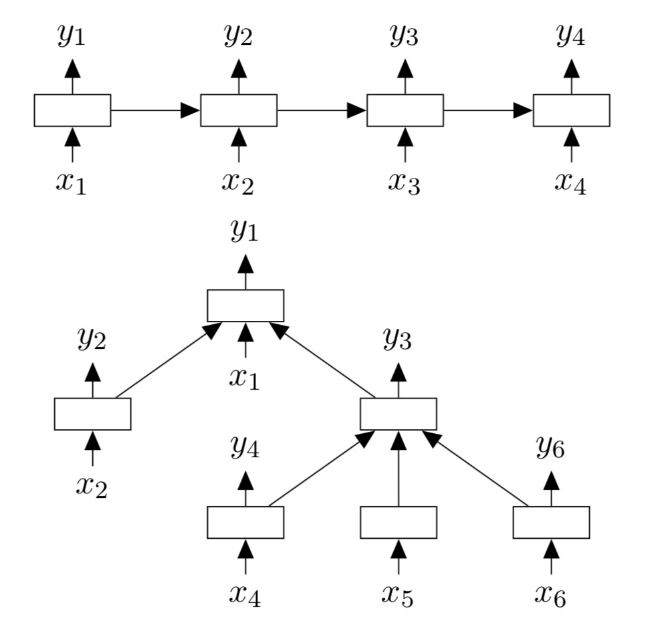 y₁ y₂ y₃ y₄
x₁ x₂ x₃ x₄
y₁
y₂ y₃
x₁
y₄ y₆
x₂
x₄ x₅ x₆